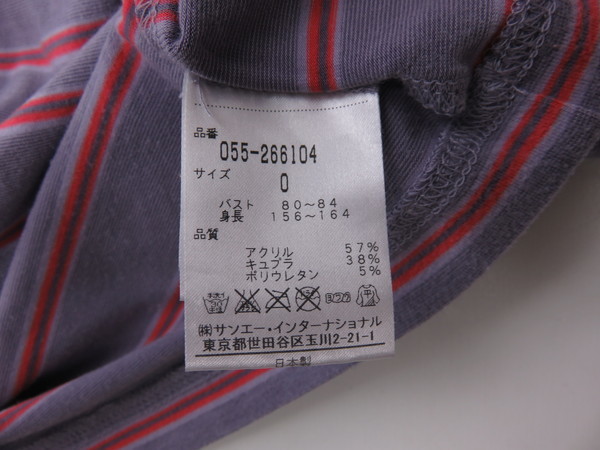 品番
055-266104
サイズ
0
バスト 80～84
身長 156～164
品質
アクリル 57%
キュプラ 38%
ポリウレタン 5%
㈱サンエー・インターナショナル
東京都世田谷区玉川2-21-1
日本製